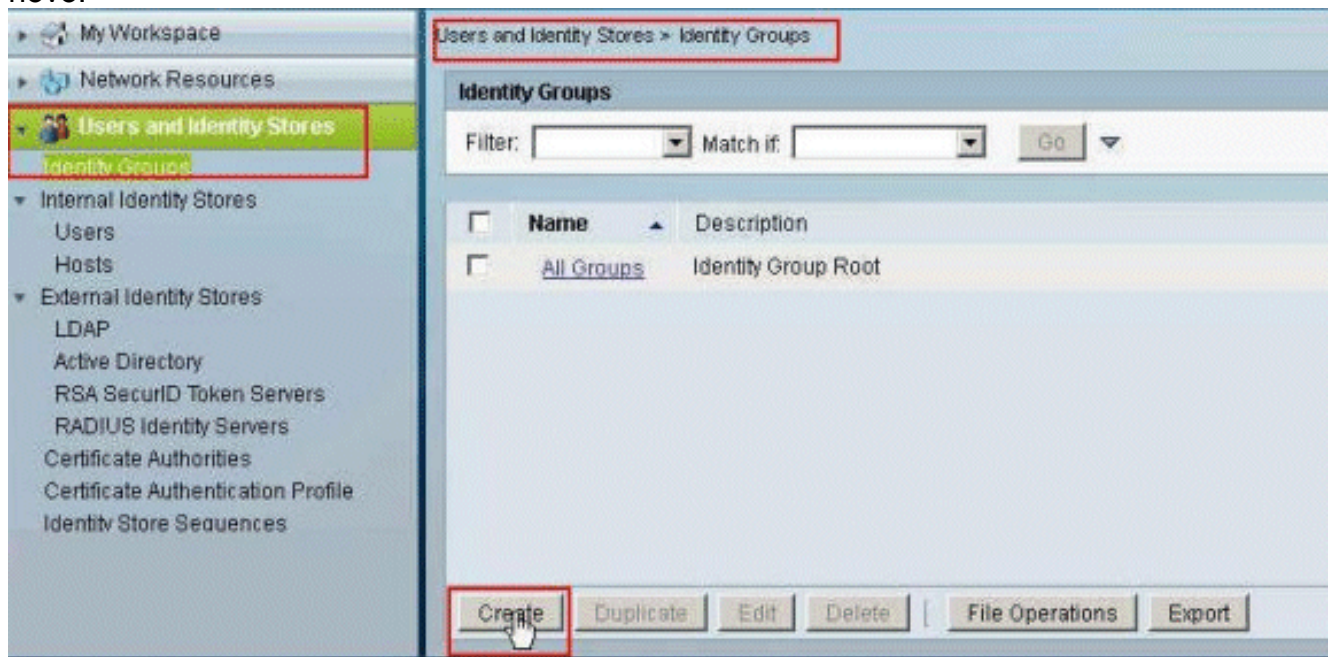 My Workspace
Network Resources
Users and Identity Stores
Identity Groups
Internal Identity Stores
Users
Hosts
External Identity Stores
LDAP
Active Directory
RSA SecurID Token Servers
RADIUS Identity Servers
Certificate Authorities
Certificate Authentication Profile
Identity Store Sequences
Users and Identity Stores > Identity Groups
Identity Groups
Filter: Match if: Go
Name Description
All Groups Identity Group Root
Create Duplicate Edit Delete | File Operations Export